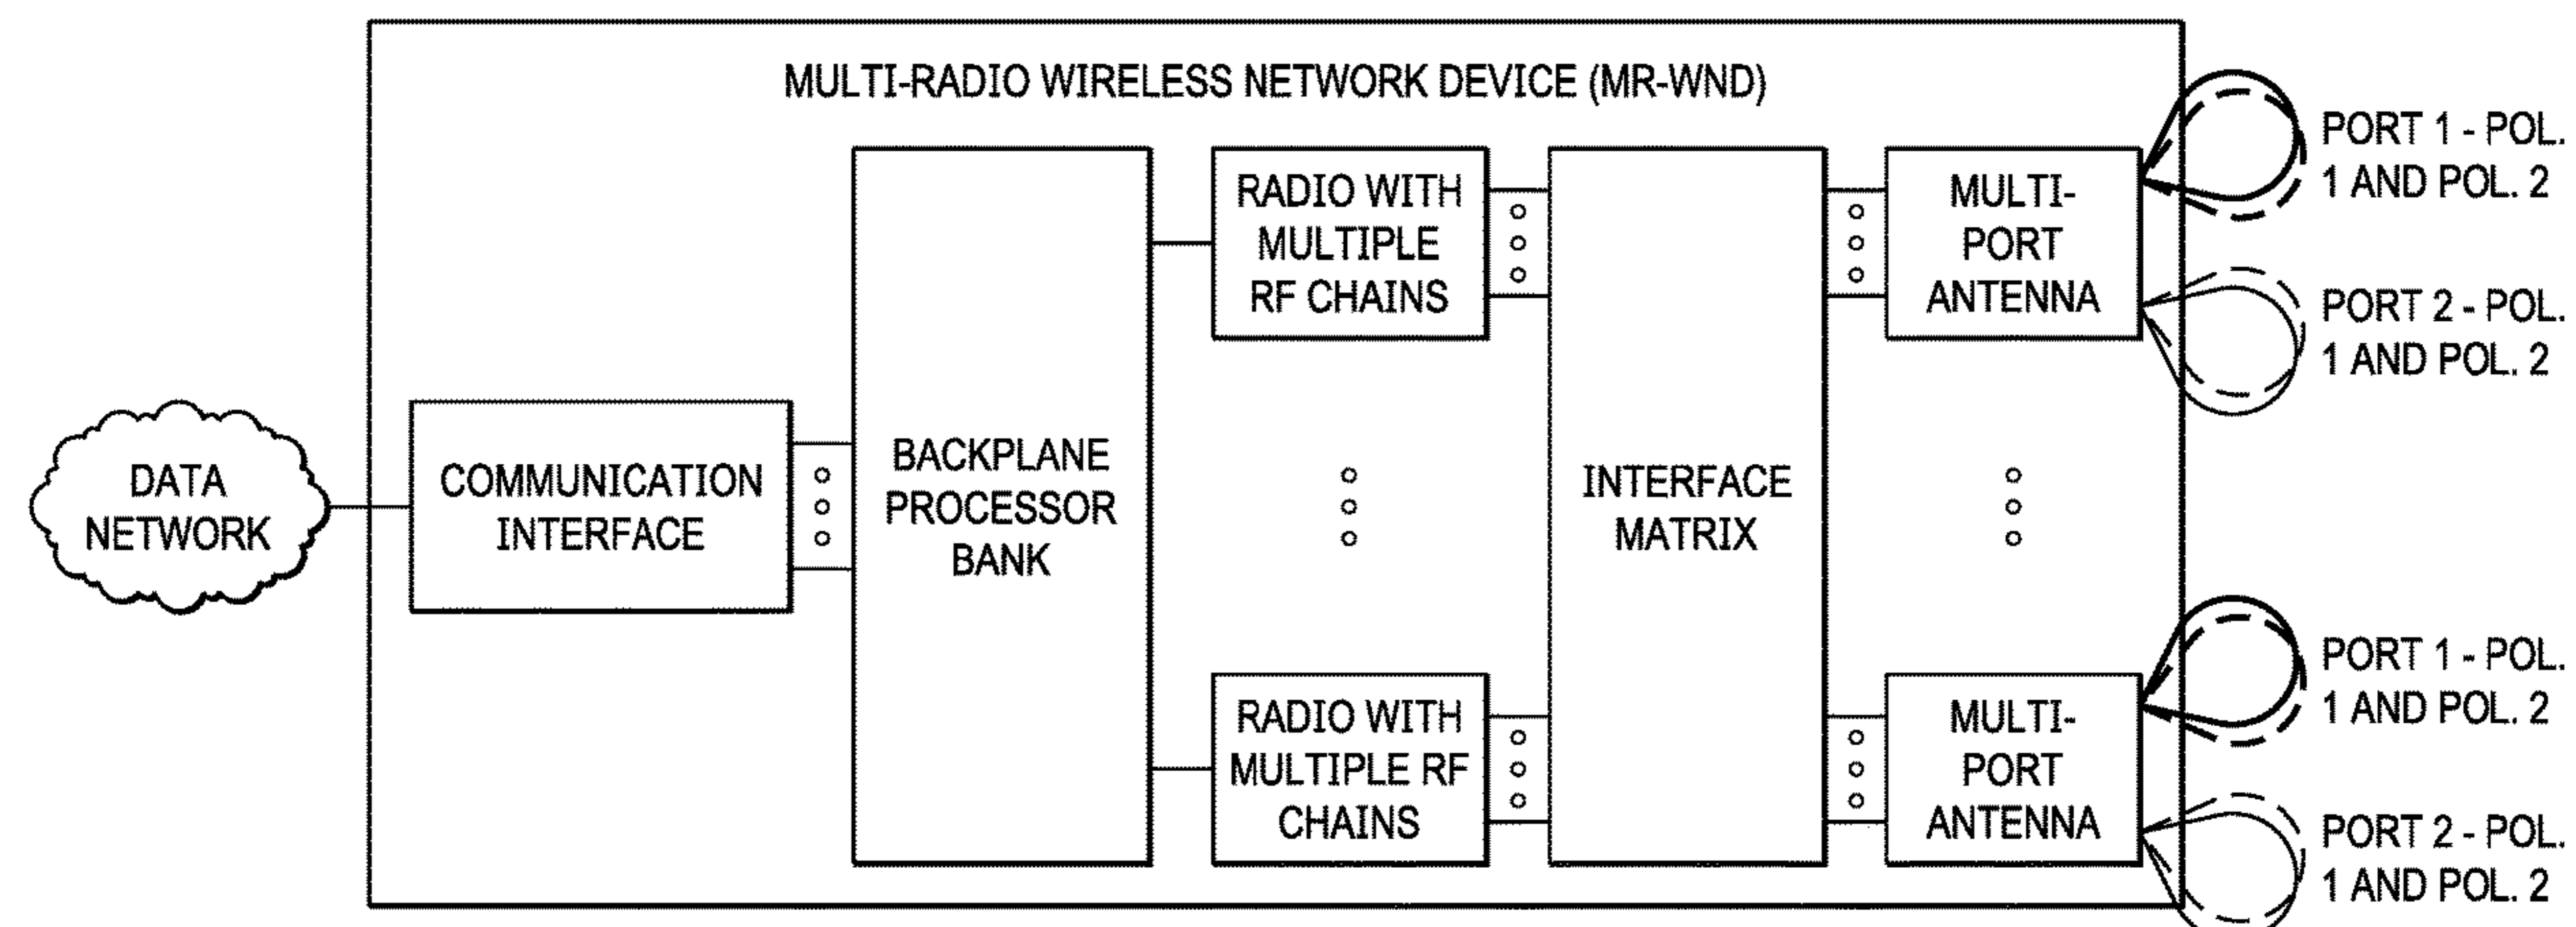 MULTI-RADIO WIRELESS NETWORK DEVICE (MR-WND)
DATA
NETWORK
COMMUNICATION
INTERFACE
BACKPLANE
PROCESSOR
BANK
RADIO WITH
MULTIPLE
RF CHAINS
RADIO WITH
MULTIPLE RF
CHAINS
INTERFACE
MATRIX
MULTI-
PORT
ANTENNA
MULTI-
PORT
ANTENNA
PORT 1 - POL.
1 AND POL. 2
PORT 2 - POL.
1 AND POL. 2
PORT 1 - POL.
1 AND POL. 2
PORT 2 - POL.
1 AND POL. 2